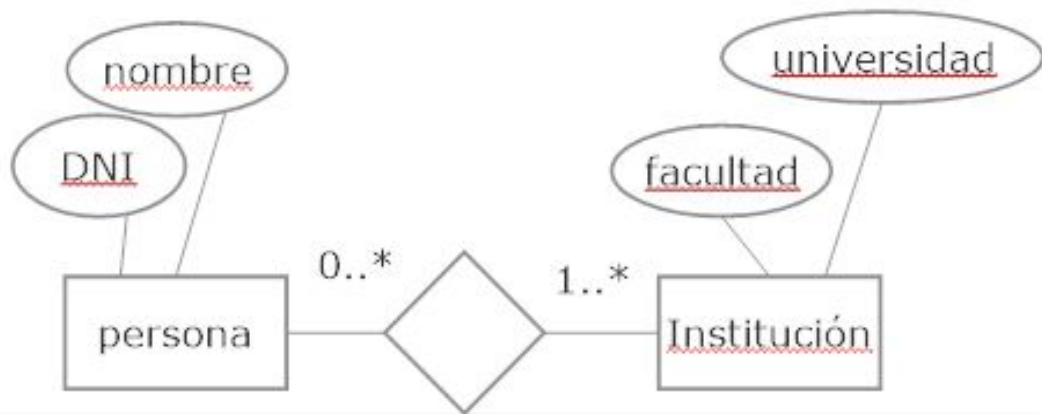 nombre
DNI
universidad
facultad
0..*
1..*
persona
Institución